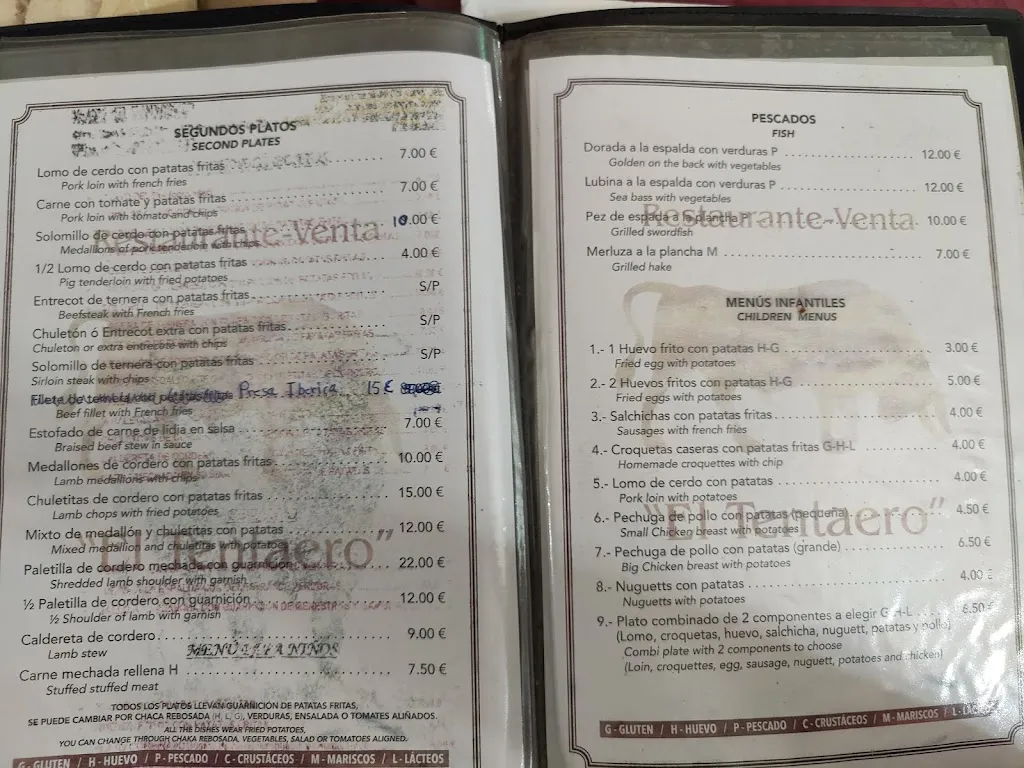 SEGUNDOS PLATOS
SECOND PLATES
Lomo de cerdo con patatas fritas 7.00 €
Pork loin with french fries
Carne con tomate y patatas fritas 7.00 €
Pork loin with tomato and chips
Solomillo de cerdo con patatas fritas 10.00 €
Medallions of pork tenderloin with chips
1/2 Lomo de cerdo con patatas fritas 4.00 €
Pig tenderloin with fried potatoes
Entrecot de ternera con patatas fritas S/P
Beefsteak with French fries
Chuletón ó Entrecot extra con patatas fritas S/P
Chuleton or extra entrecote with chips
Solomillo de ternera con patatas fritas S/P
Sirloin steak with chips
Filete de ternera con patatas fritas Presa Iberica 15 €
Beef fillet with French fries
Estofado de carne de lidia en salsa 7.00 €
Braised beef stew in sauce
Medallones de cordero con patatas fritas 10.00 €
Lamb medallions with chips
Chuletitas de cordero con patatas fritas 15.00 €
Lamb chops with fried potatoes
Mixto de medallón y chuletitas con patatas 12.00 €
Mixed medallion and chuletitas with potatoes
Paletilla de cordero mechada con guarnición 22.00 €
Shredded lamb shoulder with garnish
½ Paletilla de cordero con guarnición 12.00 €
½ Shoulder of lamb with garnish
Caldereta de cordero 9.00 €
Lamb stew
Carne mechada rellena H 7.50 €
Stuffed stuffed meat
TODOS LOS PLATOS LLEVAN GUARNICIÓN DE PATATAS FRITAS,
SE PUEDE CAMBIAR POR CHACA REBOSADA (H, L, G), VERDURAS, ENSALADA O TOMATES ALIÑADOS.
ALL THE DISHES WEAR FRIED POTATOES,
YOU CAN CHANGE THROUGH CHAKA REBOSADA, VEGETABLES, SALAD OR TOMATOES ALIGNED.
G - GLUTEN / H - HUEVO / P - PESCADO / C - CRUSTÁCEOS / M - MARISCOS / L - LÁCTEOS
Restaurante-Venta
PESCADOS
FISH
Dorada a la espalda con verduras P 12.00 €
Golden on the back with vegetables
Lubina a la espalda con verduras P 12.00 €
Sea bass with vegetables
Pez de espada a la plancha P 10.00 €
Grilled swordfish
Merluza a la plancha M 7.00 €
Grilled hake
MENÚS INFANTILES
CHILDREN MENUS
1.- 1 Huevo frito con patatas H-G 3.00 €
Fried egg with potatoes
2.- 2 Huevos fritos con patatas H-G 5.00 €
Fried eggs with potatoes
3.- Salchichas con patatas fritas 4.00 €
Sausages with french fries
4.- Croquetas caseras con patatas fritas G-H-L 4.00 €
Homemade croquettes with chip
5.- Lomo de cerdo con patatas 4.00 €
Pork loin with potatoes
6.- Pechuga de pollo con patatas (pequeña) 4.50 €
Small Chicken breast with potatoes
7.- Pechuga de pollo con patatas (grande) 6.50 €
Big Chicken breast with potatoes
8.- Nuguetts con patatas 4.00 €
Nuguetts with potatoes
9.- Plato combinado de 2 componentes a elegir G-H-L 6.50 €
(Lomo, croquetas, huevo, salchicha, nuguett, patatas y pollo)
Combi plate with 2 components to choose
(Loin, croquettes, egg, sausage, nuguett, potatoes and chicken)
G - GLUTEN / H - HUEVO / P - PESCADO / C - CRUSTÁCEOS / M - MARISCOS / L - LÁCTEOS
Restaurante-Venta
"El Tentaero"